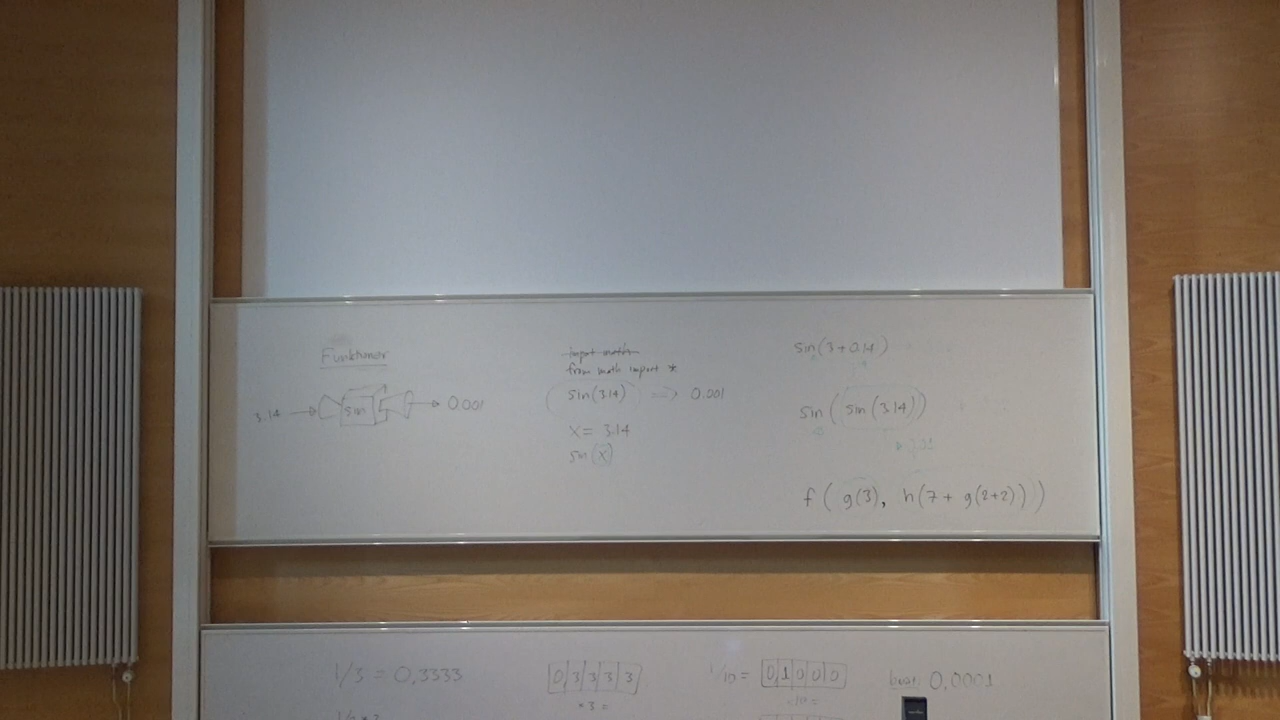 Funktioner
3.14 → sin → 0.001
import math
from math import *
sin(3.14) => 0.001
x = 3.14
sin(x)
sin(3+0.14)
sin(sin(3.14))
f(g(3), h(7+g(2+2)))
1/3 = 0,3333
0 3 3 3 3
*3 =
1/10 =
0 1 0 0 0
0,0001